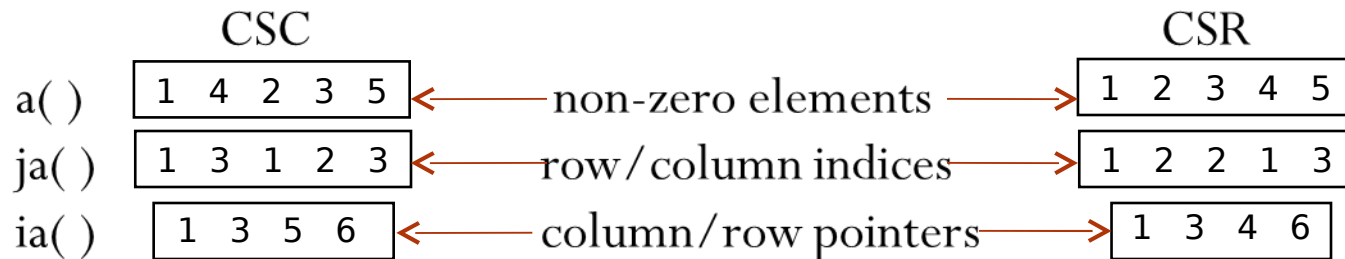 CSC CSR
a( ) 1 4 2 3 5 non-zero elements 1 2 3 4 5
ja( ) 1 3 1 2 3 row/column indices 1 2 2 1 3
ia( ) 1 3 5 6 column/row pointers 1 3 4 6